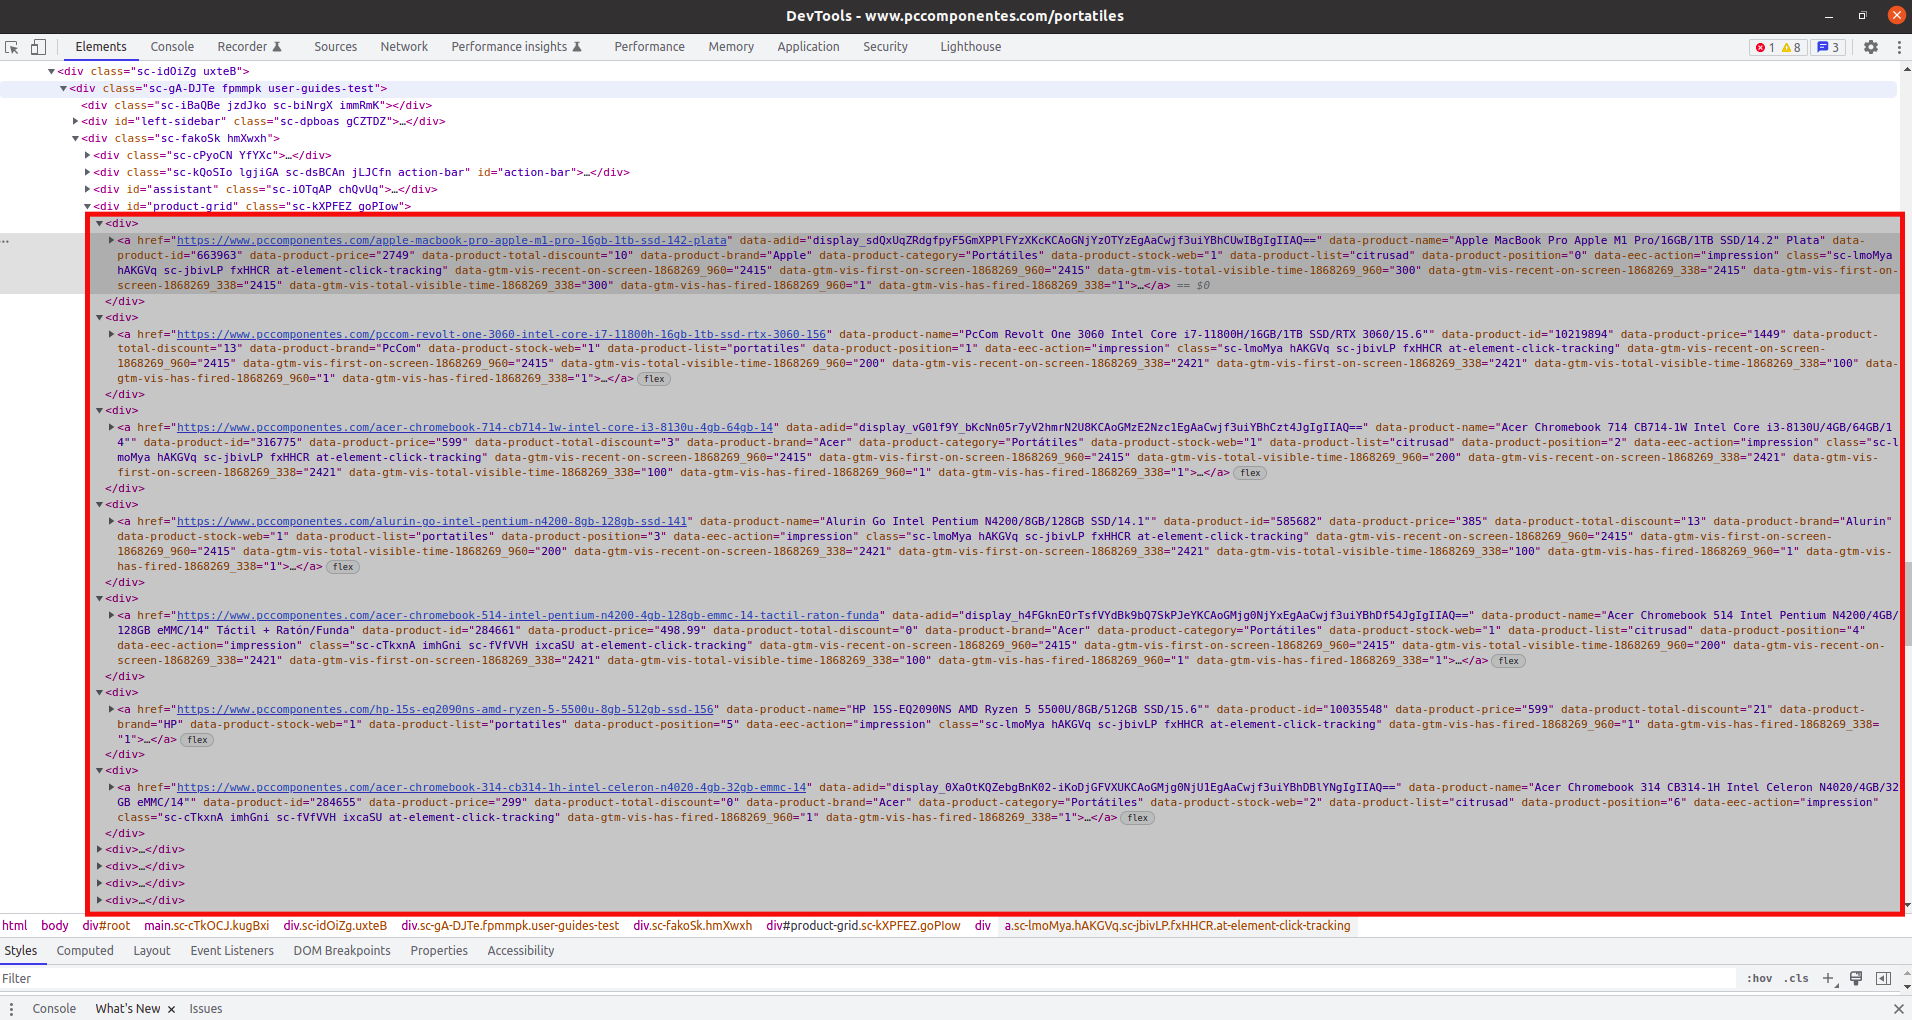 DevTools - www.pccomponentes.com/portatiles
Elements Console Recorder Sources Network Performance insights Performance Memory Application Security Lighthouse 1 8 3
<div class="sc-idOiZg uxteB">
<div class="sc-gA-DJTe fpmmpk user-guides-test">
<div class="sc-iBaQBe jzdJko sc-biNrgX immRmK"></div>
<div id="left-sidebar" class="sc-dpboas gCZTDZ">…</div>
<div class="sc-fakoSk hmXwxh">
<div class="sc-cPyoCN YfYXc">…</div>
<div class="sc-kQoSIo lgjiGA sc-dsBCAn jLJCfn action-bar" id="action-bar">…</div>
<div id="assistant" class="sc-iOTqAP chQvUq">…</div>
<div id="product-grid" class="sc-kXPFEZ goPIow">
<div>
<a href="https://www.pccomponentes.com/apple-macbook-pro-apple-m1-pro-16gb-1tb-ssd-142-plata" data-adid="display_sdQxUqZRdgfpyF5GmXPPlFYzXKcKCAoGNjYzOTYzEgAaCwjf3uiYBhCUwIBgIgIIAQ==" data-product-name="Apple MacBook Pro Apple M1 Pro/16GB/1TB SSD/14.2" Plata" data-
product-id="663963" data-product-price="2749" data-product-total-discount="10" data-product-brand="Apple" data-product-category="Portátiles" data-product-stock-web="1" data-product-list="citrusad" data-product-position="0" data-eec-action="impression" class="sc-lmoMya
hAKGVq sc-jbivLP fxHHCR at-element-click-tracking" data-gtm-vis-recent-on-screen-1868269_960="2415" data-gtm-vis-first-on-screen-1868269_960="2415" data-gtm-vis-total-visible-time-1868269_960="300" data-gtm-vis-recent-on-screen-1868269_338="2415" data-gtm-vis-first-on-
screen-1868269_338="2415" data-gtm-vis-total-visible-time-1868269_338="300" data-gtm-vis-has-fired-1868269_960="1" data-gtm-vis-has-fired-1868269_338="1">…</a> == $0
</div>
<div>
<a href="https://www.pccomponentes.com/pccom-revolt-one-3060-intel-core-i7-11800h-16gb-1tb-ssd-rtx-3060-156" data-product-name="PcCom Revolt One 3060 Intel Core i7-11800H/16GB/1TB SSD/RTX 3060/15.6"" data-product-id="10219894" data-product-price="1449" data-product-
total-discount="13" data-product-brand="PcCom" data-product-stock-web="1" data-product-list="portatiles" data-product-position="1" data-eec-action="impression" class="sc-lmoMya hAKGVq sc-jbivLP fxHHCR at-element-click-tracking" data-gtm-vis-recent-on-screen-
1868269_960="2415" data-gtm-vis-first-on-screen-1868269_960="2415" data-gtm-vis-total-visible-time-1868269_960="200" data-gtm-vis-recent-on-screen-1868269_338="2421" data-gtm-vis-first-on-screen-1868269_338="2421" data-gtm-vis-total-visible-time-1868269_338="100" data-
gtm-vis-has-fired-1868269_960="1" data-gtm-vis-has-fired-1868269_338="1">…</a> flex
</div>
<div>
<a href="https://www.pccomponentes.com/acer-chromebook-714-cb714-1w-intel-core-i3-8130u-4gb-64gb-14" data-adid="display_vG01f9Y_bKcNn05r7yV2hmrN2U8KCAoGMzE2Nzc1EgAaCwjf3uiYBhCzt4JgIgIIAQ==" data-product-name="Acer Chromebook 714 CB714-1W Intel Core i3-8130U/4GB/64GB/1
4"" data-product-id="316775" data-product-price="599" data-product-total-discount="3" data-product-brand="Acer" data-product-category="Portátiles" data-product-stock-web="1" data-product-list="citrusad" data-product-position="2" data-eec-action="impression" class="sc-l
moMya hAKGVq sc-jbivLP fxHHCR at-element-click-tracking" data-gtm-vis-recent-on-screen-1868269_960="2415" data-gtm-vis-first-on-screen-1868269_960="2415" data-gtm-vis-total-visible-time-1868269_960="200" data-gtm-vis-recent-on-screen-1868269_338="2421" data-gtm-vis-
first-on-screen-1868269_338="2421" data-gtm-vis-total-visible-time-1868269_338="100" data-gtm-vis-has-fired-1868269_960="1" data-gtm-vis-has-fired-1868269_338="1">…</a> flex
</div>
<div>
<a href="https://www.pccomponentes.com/alurin-go-intel-pentium-n4200-8gb-128gb-ssd-141" data-product-name="Alurin Go Intel Pentium N4200/8GB/128GB SSD/14.1"" data-product-id="585682" data-product-price="385" data-product-total-discount="13" data-product-brand="Alurin"
data-product-stock-web="1" data-product-list="portatiles" data-product-position="3" data-eec-action="impression" class="sc-lmoMya hAKGVq sc-jbivLP fxHHCR at-element-click-tracking" data-gtm-vis-recent-on-screen-1868269_960="2415" data-gtm-vis-first-on-screen-
1868269_960="2415" data-gtm-vis-total-visible-time-1868269_960="200" data-gtm-vis-recent-on-screen-1868269_338="2421" data-gtm-vis-first-on-screen-1868269_338="2421" data-gtm-vis-total-visible-time-1868269_338="100" data-gtm-vis-has-fired-1868269_960="1" data-gtm-vis-
has-fired-1868269_338="1">…</a> flex
</div>
<div>
<a href="https://www.pccomponentes.com/acer-chromebook-514-intel-pentium-n4200-4gb-128gb-emmc-14-tactil-raton-funda" data-adid="display_h4FGknEOrTsfVYdBk9bQ7SkPJeYKCAoGMjg0NjYxEgAaCwjf3uiYBhDf54JgIgIIAQ==" data-product-name="Acer Chromebook 514 Intel Pentium N4200/4GB/
128GB eMMC/14" Táctil + Ratón/Funda" data-product-id="284661" data-product-price="498.99" data-product-total-discount="0" data-product-brand="Acer" data-product-category="Portátiles" data-product-stock-web="1" data-product-list="citrusad" data-product-position="4"
data-eec-action="impression" class="sc-cTkxnA imhGni sc-fVfVVH ixcaSU at-element-click-tracking" data-gtm-vis-recent-on-screen-1868269_960="2415" data-gtm-vis-first-on-screen-1868269_960="2415" data-gtm-vis-total-visible-time-1868269_960="200" data-gtm-vis-recent-on-
screen-1868269_338="2421" data-gtm-vis-first-on-screen-1868269_338="2421" data-gtm-vis-total-visible-time-1868269_338="100" data-gtm-vis-has-fired-1868269_960="1" data-gtm-vis-has-fired-1868269_338="1">…</a> flex
</div>
<div>
<a href="https://www.pccomponentes.com/hp-15s-eq2090ns-amd-ryzen-5-5500u-8gb-512gb-ssd-156" data-product-name="HP 15S-EQ2090NS AMD Ryzen 5 5500U/8GB/512GB SSD/15.6"" data-product-id="10035548" data-product-price="599" data-product-total-discount="21" data-product-
brand="HP" data-product-stock-web="1" data-product-list="portatiles" data-product-position="5" data-eec-action="impression" class="sc-lmoMya hAKGVq sc-jbivLP fxHHCR at-element-click-tracking" data-gtm-vis-has-fired-1868269_960="1" data-gtm-vis-has-fired-1868269_338=
"1">…</a> flex
</div>
<div>
<a href="https://www.pccomponentes.com/acer-chromebook-314-cb314-1h-intel-celeron-n4020-4gb-32gb-emmc-14" data-adid="display_0XaOtKQZebgBnK02-iKoDjGFVXUKCAoGMjg0NjU1EgAaCwjf3uiYBhDBlYNgIgIIAQ==" data-product-name="Acer Chromebook 314 CB314-1H Intel Celeron N4020/4GB/32
GB eMMC/14"" data-product-id="284655" data-product-price="299" data-product-total-discount="0" data-product-brand="Acer" data-product-category="Portátiles" data-product-stock-web="2" data-product-list="citrusad" data-product-position="6" data-eec-action="impression"
class="sc-cTkxnA imhGni sc-fVfVVH ixcaSU at-element-click-tracking" data-gtm-vis-has-fired-1868269_960="1" data-gtm-vis-has-fired-1868269_338="1">…</a> flex
</div>
<div>…</div>
<div>…</div>
<div>…</div>
<div>…</div>
html body div#root main.sc-cTkOCJ.kugBxi div.sc-idOiZg.uxteB div.sc-gA-DJTe.fpmmpk.user-guides-test div.sc-fakoSk.hmXwxh div#product-grid.sc-kXPFEZ.goPIow div a.sc-lmoMya.hAKGVq.sc-jbivLP.fxHHCR.at-element-click-tracking
Styles Computed Layout Event Listeners DOM Breakpoints Properties Accessibility
Filter :hov .cls
Console What's New Issues